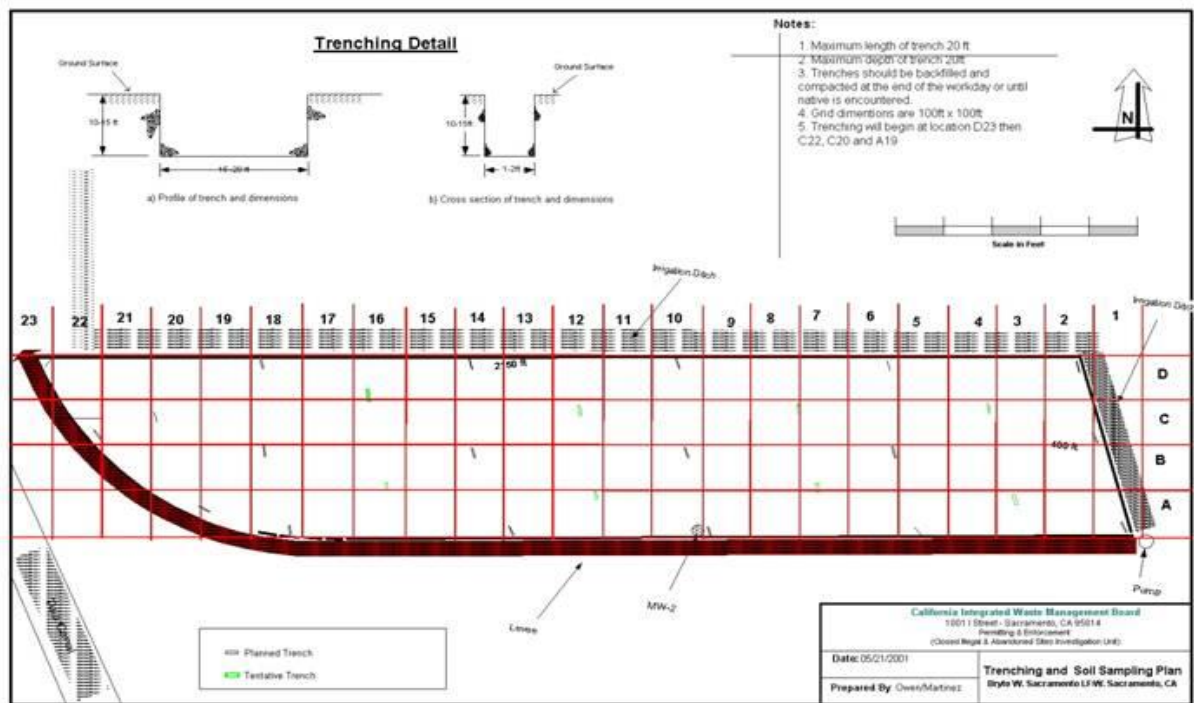 Trenching Detail
Ground Surface
10-15 ft
15-20 ft
a) Profile of trench and dimensions
Ground Surface
10-15ft
1-2ft
b) Cross section of trench and dimensions
Notes:
1. Maximum length of trench 20 ft
2. Maximum depth of trench 20ft
3. Trenches should be backfilled and
compacted at the end of the workday or until
native is encountered.
4. Grid dimentions are 100ft x 100ft
5. Trenching will begin at location D23 then
C22, C20 and A19
N
Scale in Feet
Irrigation Ditch
Irrigation Ditch
23 22 21 20 19 18 17 16 15 14 13 12 11 10 9 8 7 6 5 4 3 2 1
2150 ft
D
C
400 ft
B
A
Levee
MW-2
Pump
Planned Trench
Tentative Trench
California Integrated Waste Management Board
1001 I Street - Sacramento, CA 95814
Permitting & Enforcement
(Closed Illegal & Abandoned Sites Investigation Unit)
Date: 05/21/2001
Prepared By: Owen/Martinez
Trenching and Soil Sampling Plan
Bryte W. Sacramento LF/W. Sacramento, CA